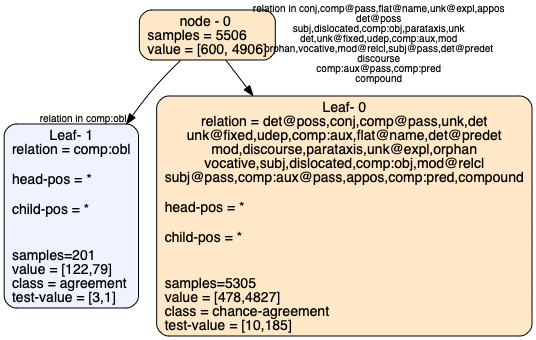 node - 0
samples = 5506
value = [600, 4906]
relation in conj,comp@pass,flat@name,unk@expl,appos
det@poss
subj,dislocated,comp:obj,parataxis,unk
det,unk@fixed,udep,comp:aux,mod
orphan,vocative,mod@relcl,subj@pass,det@predet
discourse
comp:aux@pass,comp:pred
compound
relation in comp:obl
Leaf- 1
relation = comp:obl
head-pos = *
child-pos = *
samples=201
value = [122,79]
class = agreement
test-value = [3,1]
Leaf- 0
relation = det@poss,conj,comp@pass,unk,det
unk@fixed,udep,comp:aux,flat@name,det@predet
mod,discourse,parataxis,unk@expl,orphan
vocative,subj,dislocated,comp:obj,mod@relcl
subj@pass,comp:aux@pass,appos,comp:pred,compound
head-pos = *
child-pos = *
samples=5305
value = [478,4827]
class = chance-agreement
test-value = [10,185]